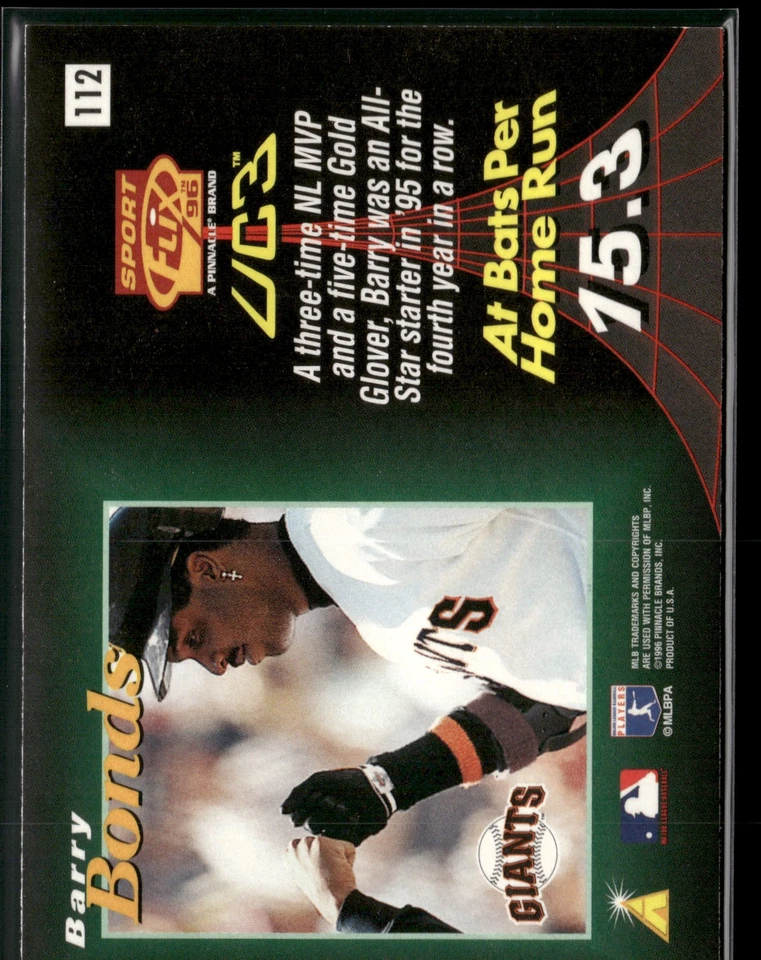 Barry
Bonds
GIANTS
NTS
112
SPORT
FLIX™
96
A PINNACLE® BRAND
UC3™
A three-time NL MVP
and a five-time Gold
Glover, Barry was an All-
Star starter in '95 for the
fourth year in a row.
At Bats Per
Home Run
15.3
MLB TRADEMARKS AND COPYRIGHTS
ARE USED WITH PERMISSION OF MLBP, INC.
©1996 PINNACLE BRANDS, INC.
PRODUCT OF U.S.A.
PLAYERS
©MLBPA